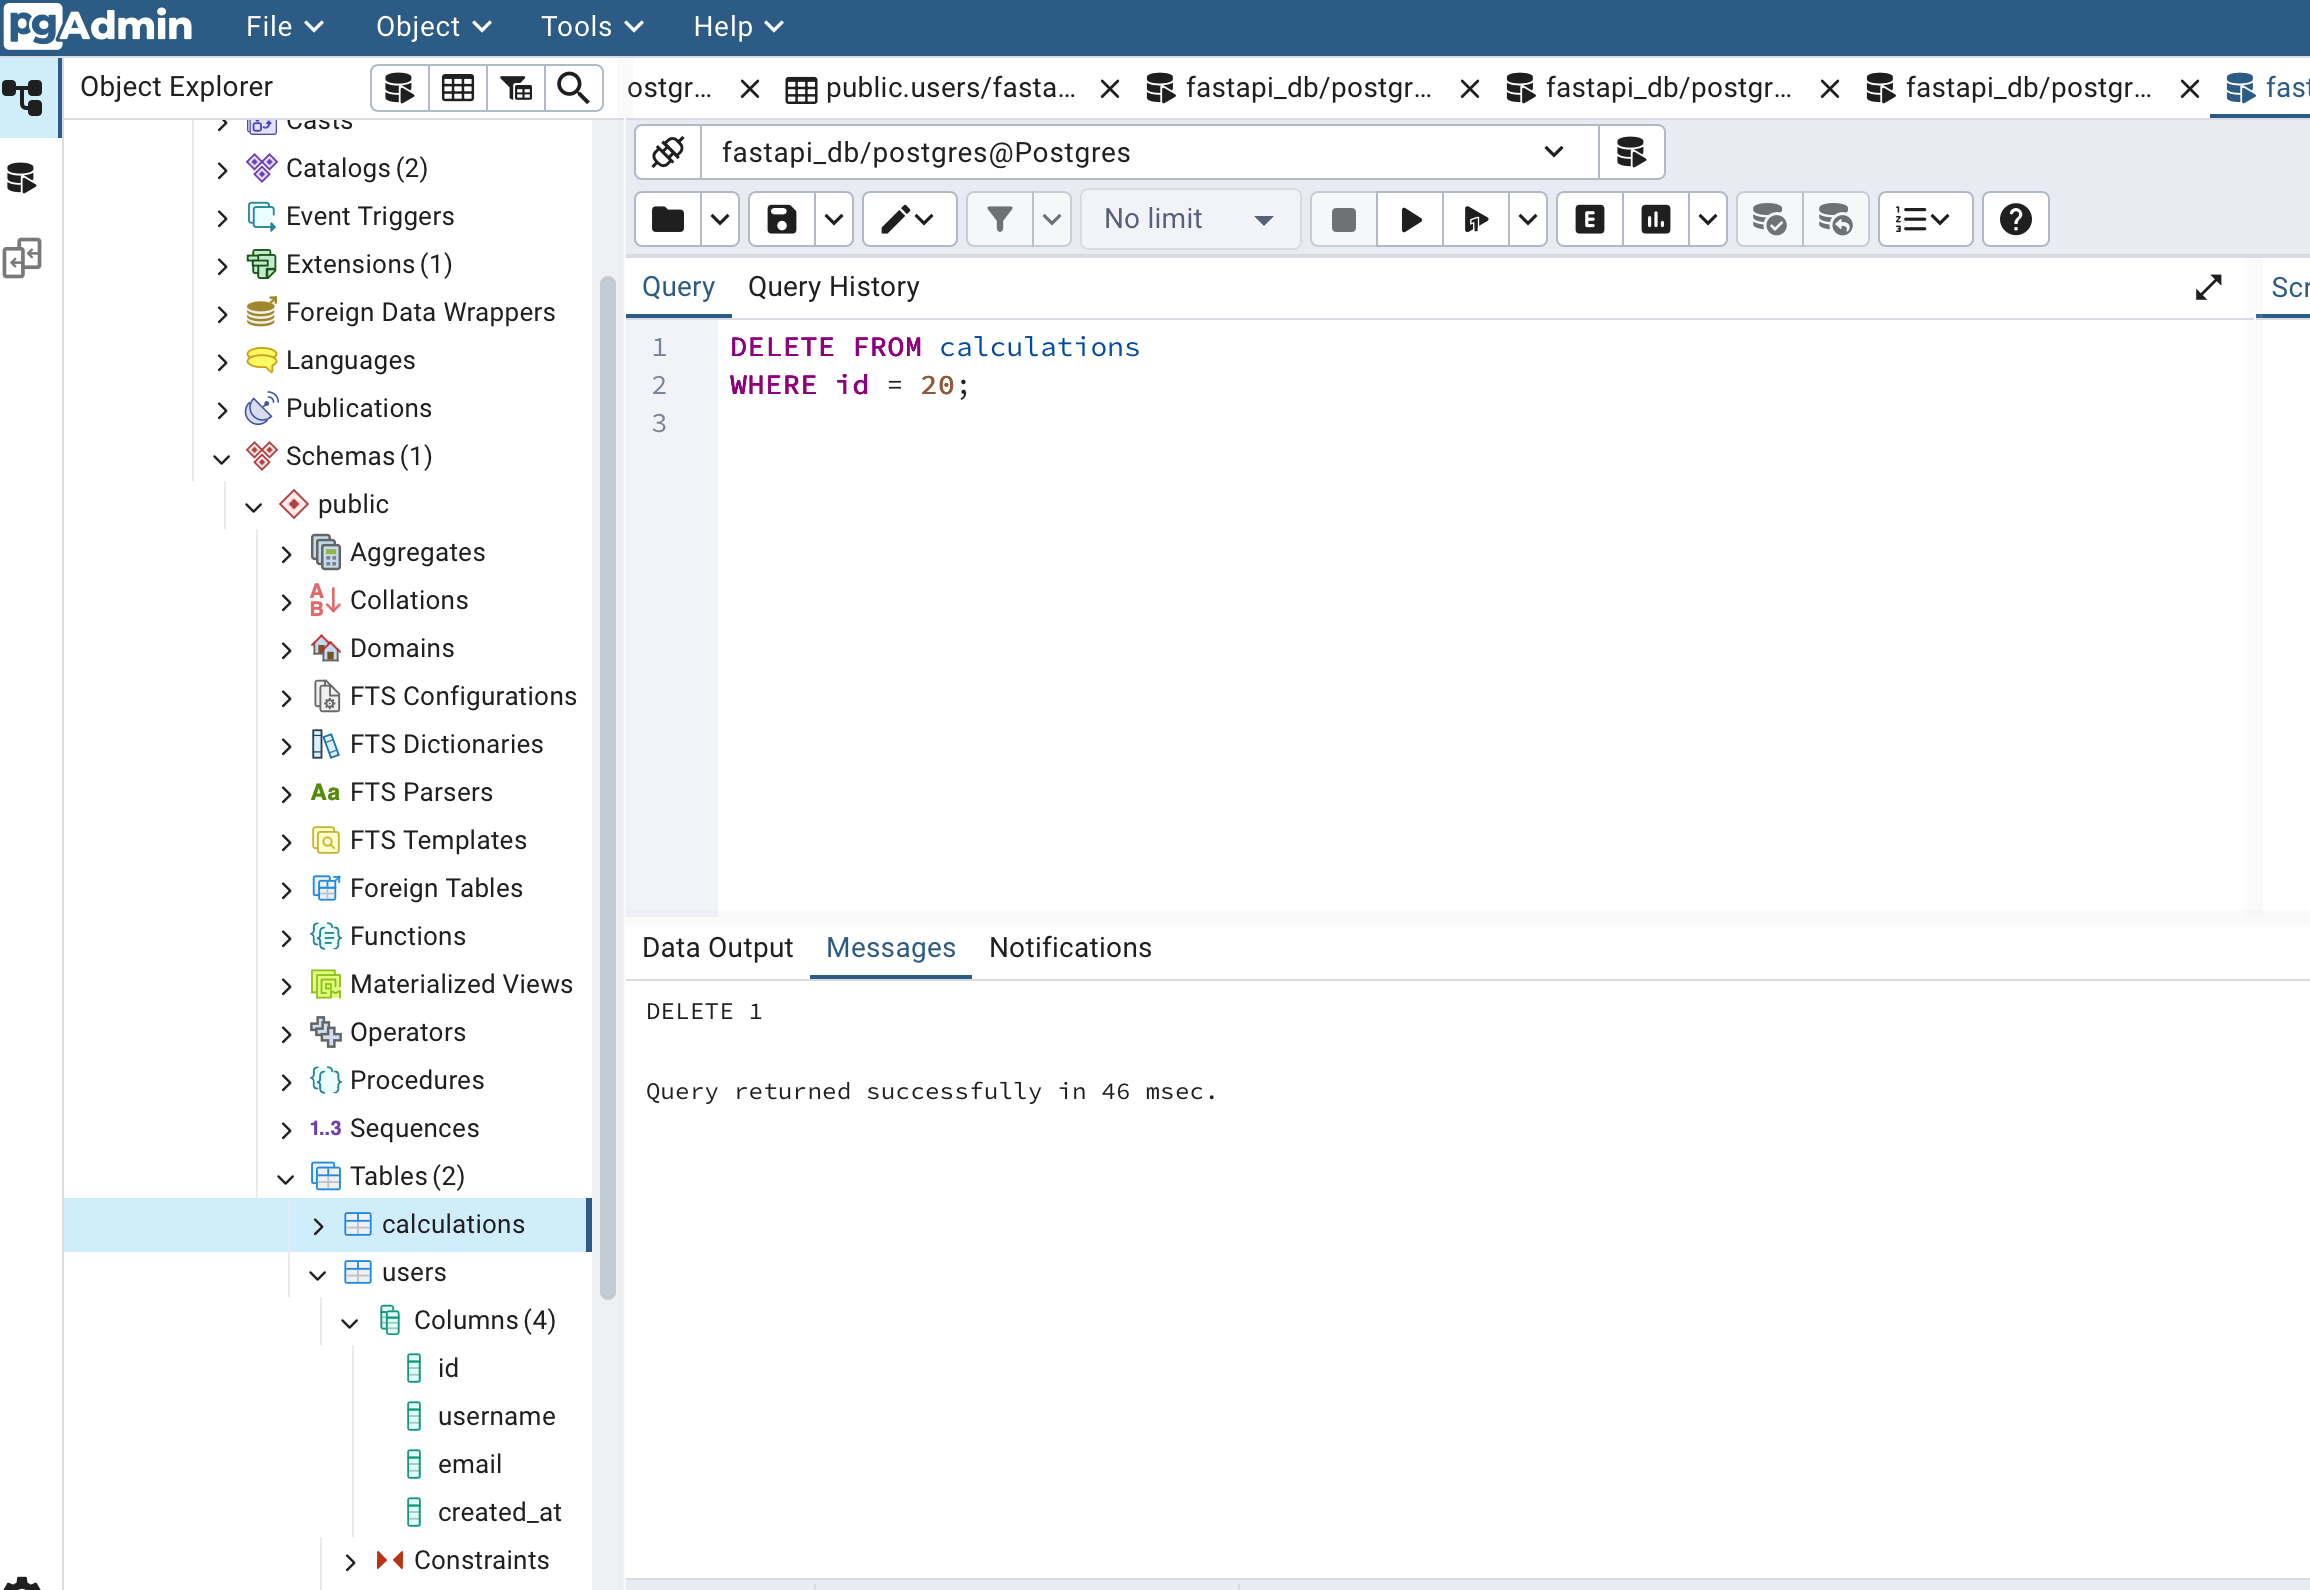 pgAdmin File Object Tools Help
Object Explorer
ostgr... public.users/fasta... fastapi_db/postgr... fastapi_db/postgr... fastapi_db/postgr... fast
fastapi_db/postgres@Postgres
No limit
E
Query Query History
Scr
1 DELETE FROM calculations
2 WHERE id = 20;
3
Casts
Catalogs (2)
Event Triggers
Extensions (1)
Foreign Data Wrappers
Languages
Publications
Schemas (1)
public
Aggregates
Collations
Domains
FTS Configurations
FTS Dictionaries
Aa FTS Parsers
FTS Templates
Foreign Tables
Functions
Materialized Views
Operators
Procedures
1..3 Sequences
Tables (2)
calculations
users
Columns (4)
id
username
email
created_at
Constraints
Data Output Messages Notifications
DELETE 1
Query returned successfully in 46 msec.